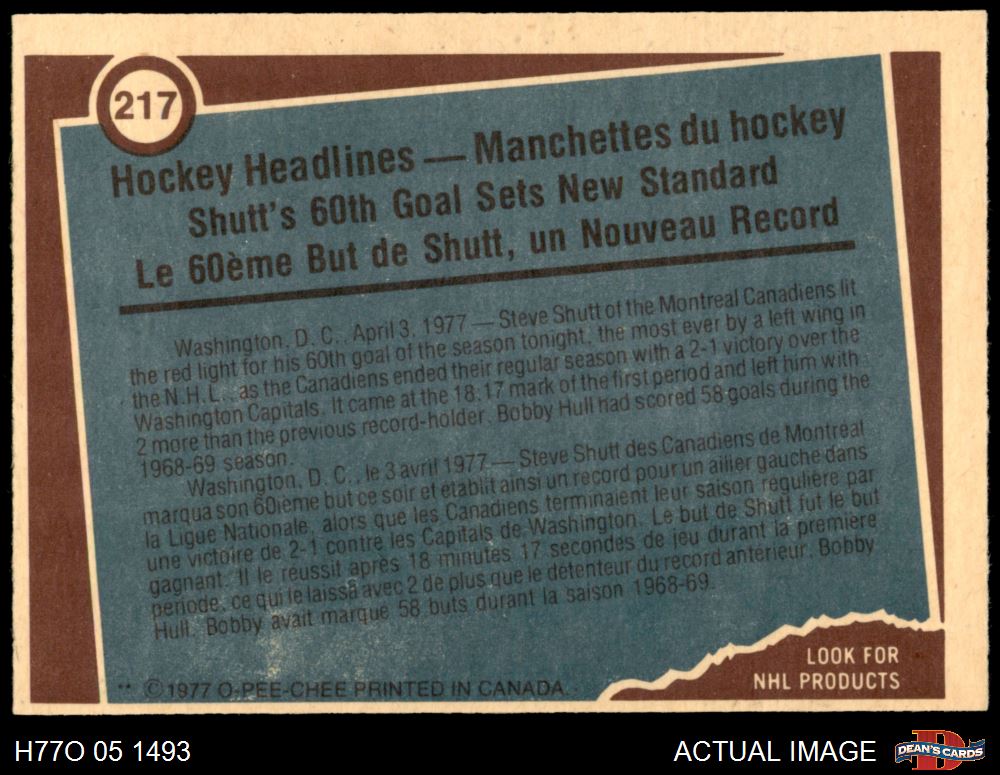 217
Hockey Headlines — Manchettes du hockey
Shutt's 60th Goal Sets New Standard
Le 60ème But de Shutt, un Nouveau Record
Washington, D. C., April 3, 1977 — Steve Shutt of the Montreal Canadiens lit
the red light for his 60th goal of the season tonight, the most ever by a left wing in
the N.H.L., as the Canadiens ended their regular season with a 2-1 victory over the
Washington Capitals. It came at the 18:17 mark of the first period and left him with
2 more than the previous record-holder. Bobby Hull had scored 58 goals during the
1968-69 season.
Washington, D. C., le 3 avril 1977 — Steve Shutt des Canadiens de Montréal
marqua son 60ième but ce soir et établit ainsi un record pour un ailier gauche dans
la Ligue Nationale, alors que les Canadiens terminaient leur saison régulière par
une victoire de 2-1 contre les Capitals de Washington. Le but de Shutt fut le but
gagnant. Il le réussit après 18 minutes 17 secondes de jeu durant la première
période, ce qui le laissa avec 2 de plus que le détenteur du record antérieur, Bobby
Hull. Bobby avait marqué 58 buts durant la saison 1968-69.
** © 1977 O-PEE-CHEE PRINTED IN CANADA.
LOOK FOR
NHL PRODUCTS
H77O 05 1493
ACTUAL IMAGE
DEAN'S CARDS